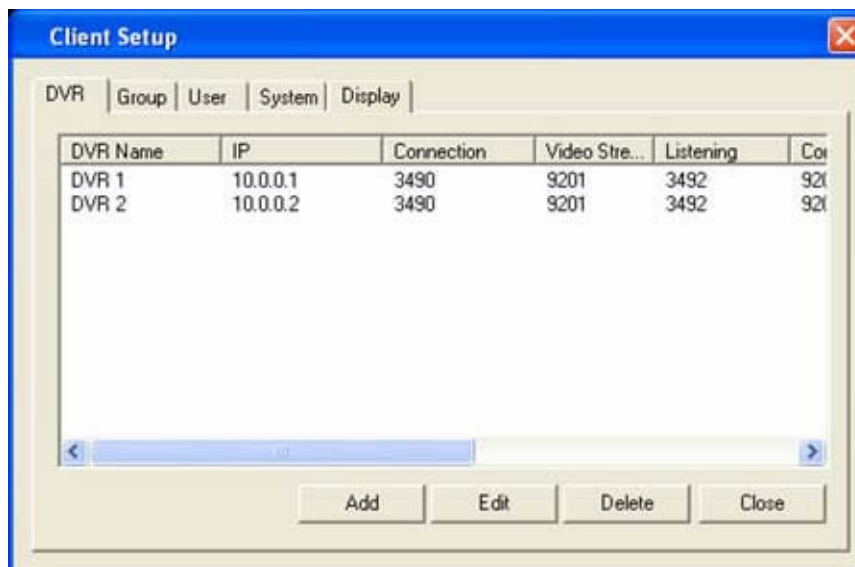 Client Setup
DVR Group User System Display
DVR Name IP Connection Video Stre... Listening
DVR 1 10.0.0.1 3490 9201 3492
DVR 2 10.0.0.2 3490 9201 3492
Add Edit Delete Close